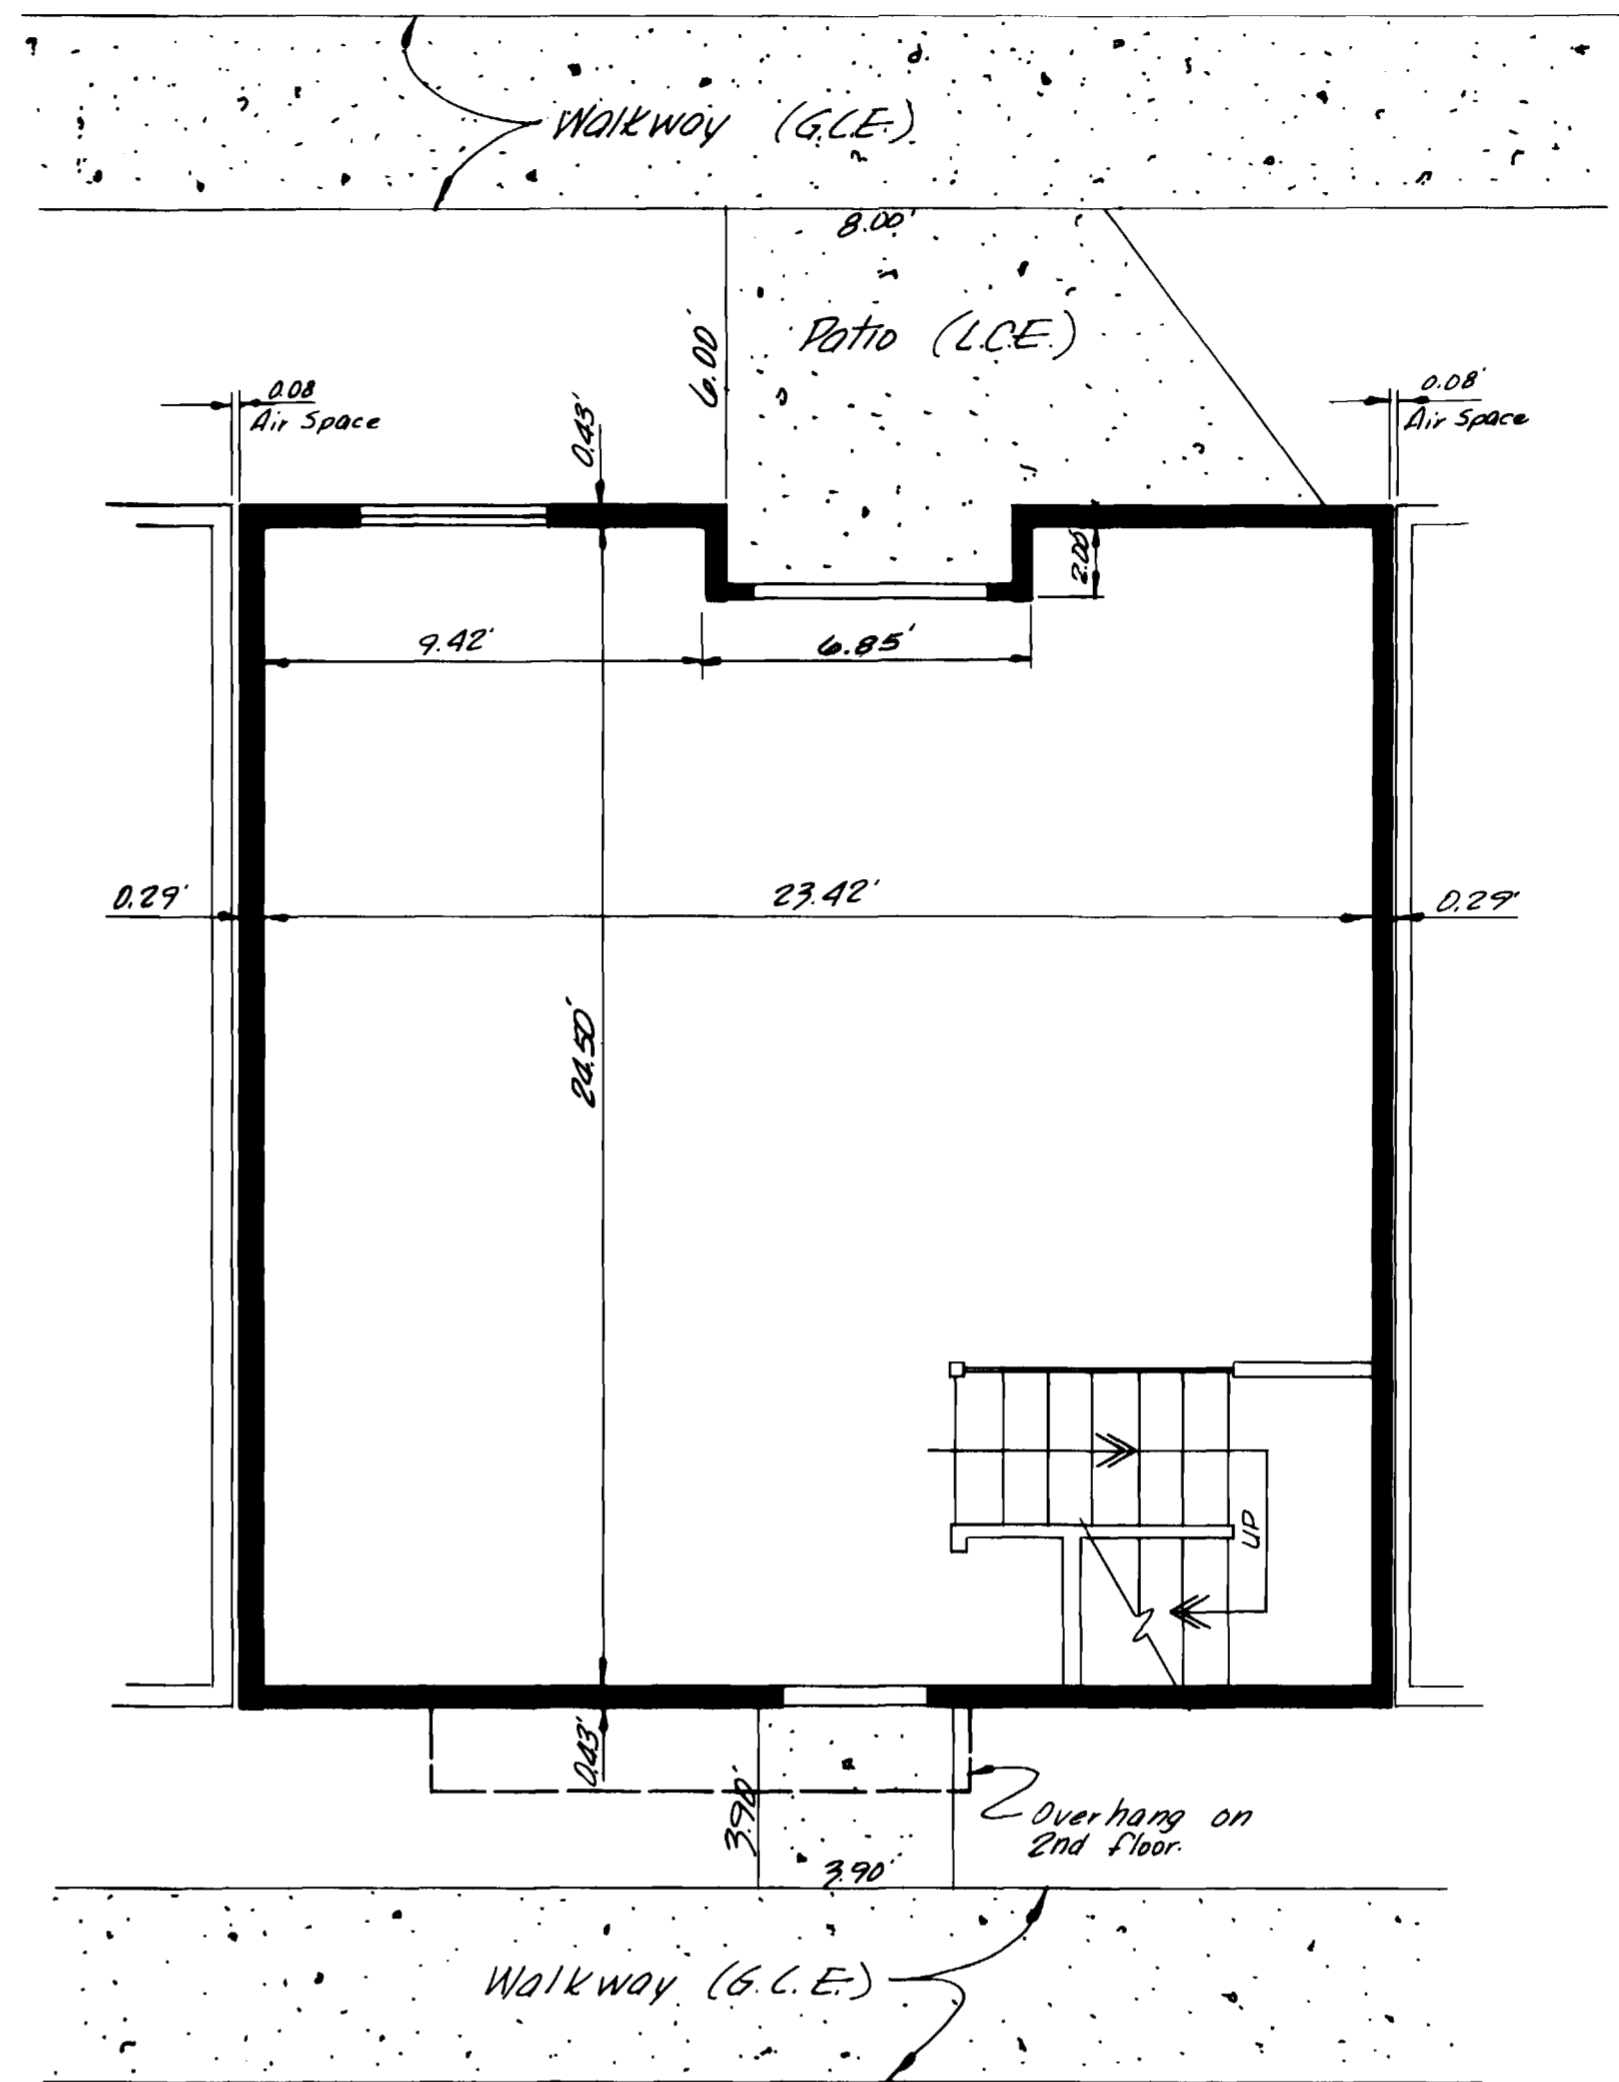 Walkway (G.C.E.)
8.00'
Patio (L.C.E.)
6.00'
0.08
Air Space
0.08'
Air Space
0.43'
2.00'
9.42'
6.85'
0.29'
23.42'
0.29'
24.50'
UP
0.43'
3.90'
Overhang on
2nd floor.
3.90'
Walkway (G.C.E.)